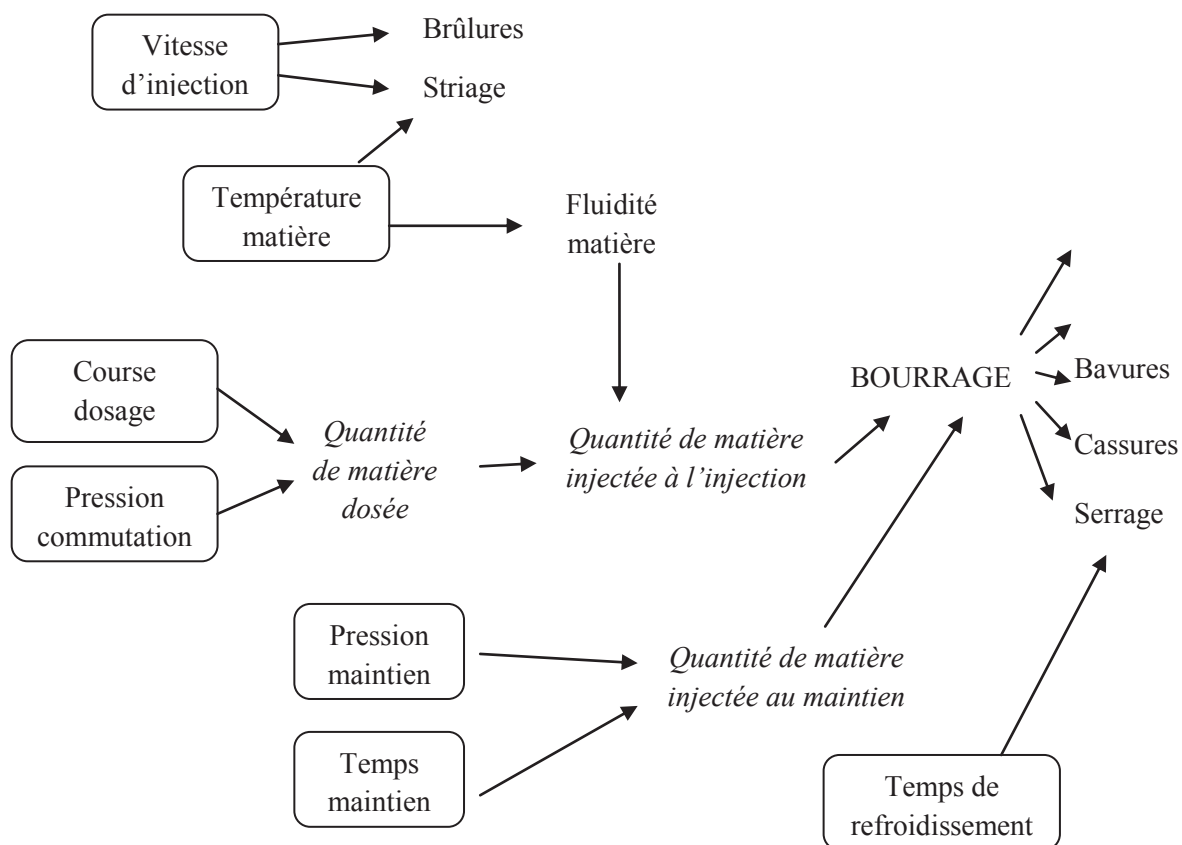 Vitesse
d'injection
Brûlures
Striage
Température
matière
Fluidité
matière
Course
dosage
Pression
commutation
Quantité
de matière
dosée
Quantité de matière
injectée à l'injection
BOURRAGE
Bavures
Cassures
Serrage
Pression
maintien
Temps
maintien
Quantité de matière
injectée au maintien
Temps de
refroidissement